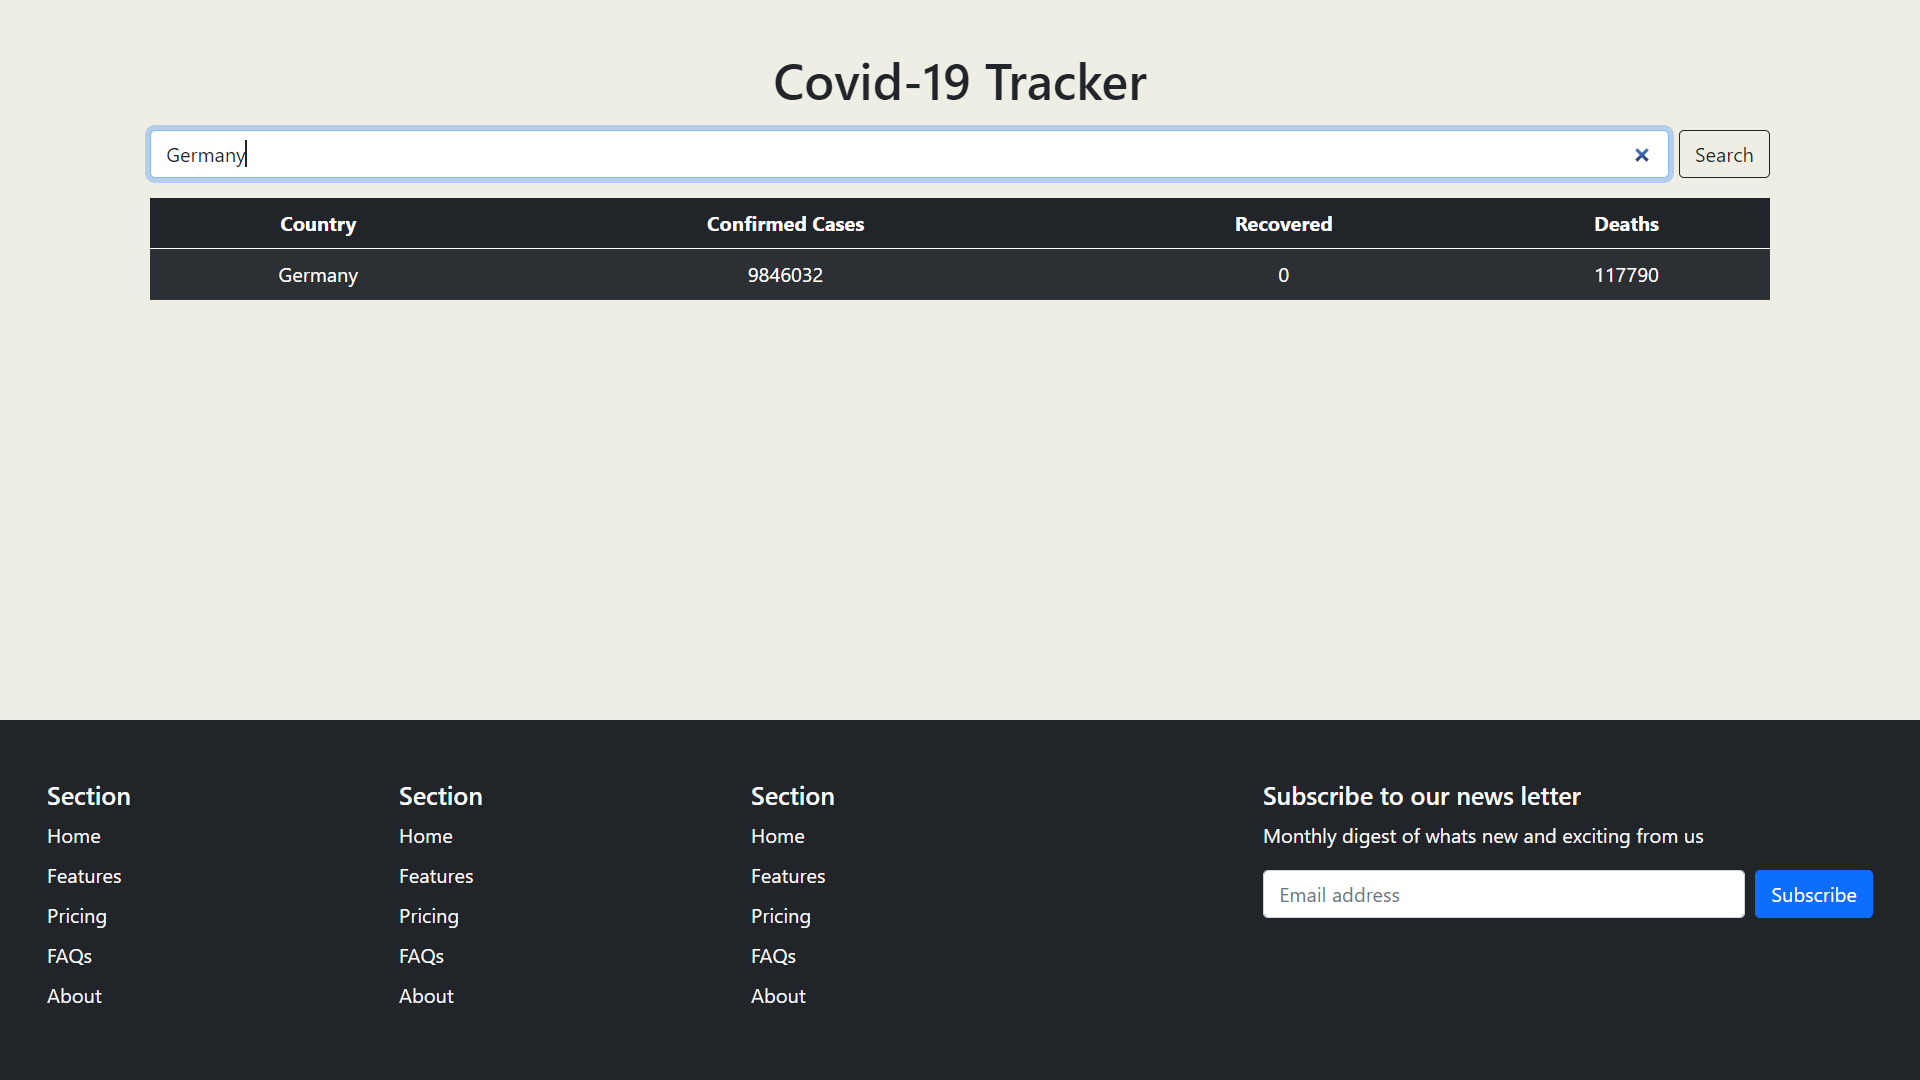 Covid-19 Tracker
Germany
Search
Country Confirmed Cases Recovered Deaths
Germany 9846032 0 117790
Section
Home
Features
Pricing
FAQs
About
Section
Home
Features
Pricing
FAQs
About
Section
Home
Features
Pricing
FAQs
About
Subscribe to our news letter
Monthly digest of whats new and exciting from us
Email address
Subscribe